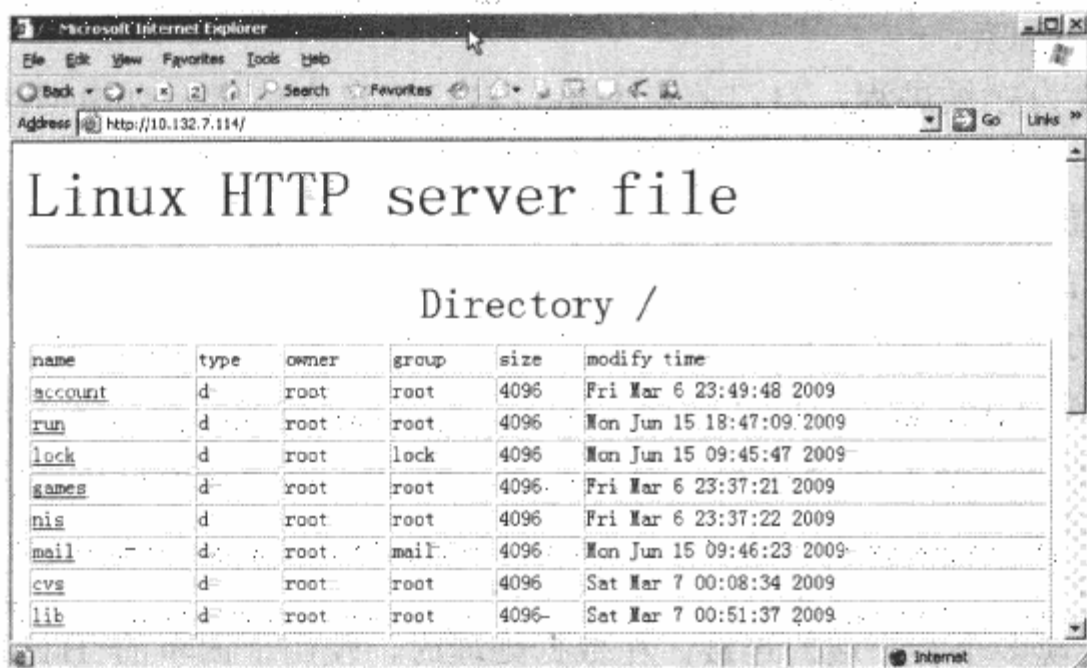 / - Microsoft Internet Explorer
File Edit View Favorites Tools Help
Back Search Favorites
Address http://10.132.7.114/ Go Links »
Linux HTTP server file
Directory /
name type owner group size modify time
account d root root 4096 Fri Mar 6 23:49:48 2009
run d root root 4096 Mon Jun 15 18:47:09 2009
lock d root lock 4096 Mon Jun 15 09:45:47 2009
games d root root 4096 Fri Mar 6 23:37:21 2009
nis d root root 4096 Fri Mar 6 23:37:22 2009
mail d root mail 4096 Mon Jun 15 09:46:23 2009
cvs d root root 4096 Sat Mar 7 00:08:34 2009
lib d root root 4096 Sat Mar 7 00:51:37 2009
Internet